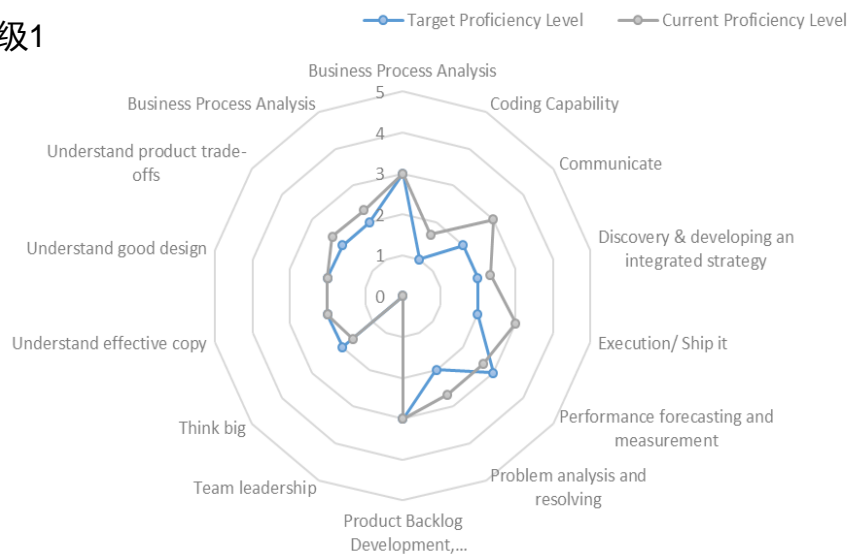 Target Proficiency Level
Current Proficiency Level
级1
Business Process Analysis
Business Process Analysis
Coding Capability
Understand product trade-
offs
Communicate
Understand good design
Discovery & developing an
integrated strategy
Understand effective copy
Execution/ Ship it
Think big
Performance forecasting and
measurement
Team leadership
Problem analysis and
resolving
Product Backlog
Development,...
5
4
3
2
1
0